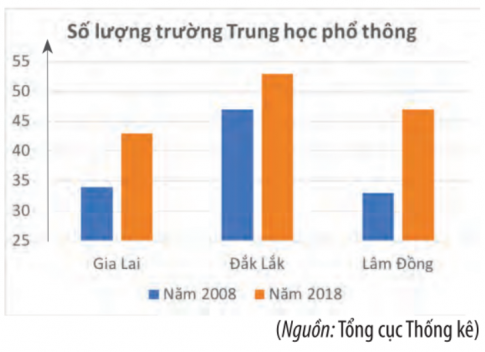 Số lượng trường Trung học phổ thông
55
50
45
40
35
30
25
Gia Lai
Đắk Lắk
Lâm Đồng
Năm 2008
Năm 2018
(Nguồn: Tổng cục Thống kê)